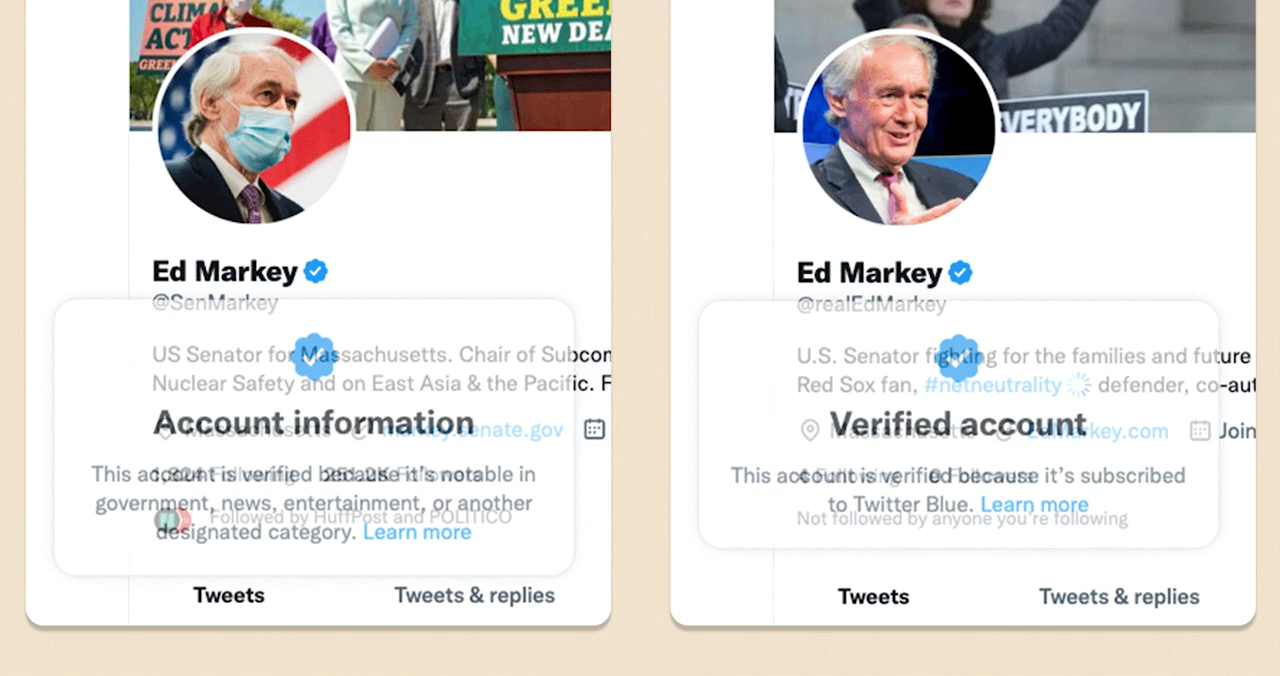 CLIMA
ACT
GREE
GREEN
NEW DEA
Ed Markey
@SenMarkey
US Senator for Massachusetts. Chair of Subcom
Nuclear Safety and on East Asia & the Pacific. F
Account information
Massachusetts markey.senate.gov
This account is verified because it's notable in
government, news, entertainment, or another
designated category. Learn more
Followed by HuffPost and POLITICO
Tweets Tweets & replies
EVERYBODY
Ed Markey
@realEdMarkey
U.S. Senator fighting for the families and future
Red Sox fan, #netneutrality defender, co-aut
Verified account
Massachusetts EdMarkey.com Join
This account is verified because it's subscribed
to Twitter Blue. Learn more
Not followed by anyone you're following
Tweets Tweets & replies